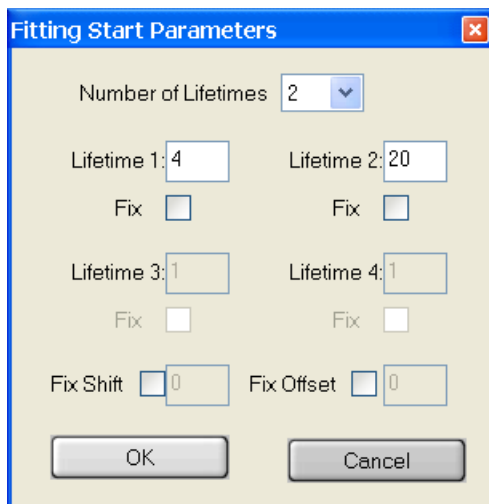 Fitting Start Parameters
Number of Lifetimes 2
Lifetime 1: 4 Lifetime 2: 20
Fix Fix
Lifetime 3: 1 Lifetime 4: 1
Fix Fix
Fix Shift 0 Fix Offset 0
OK Cancel